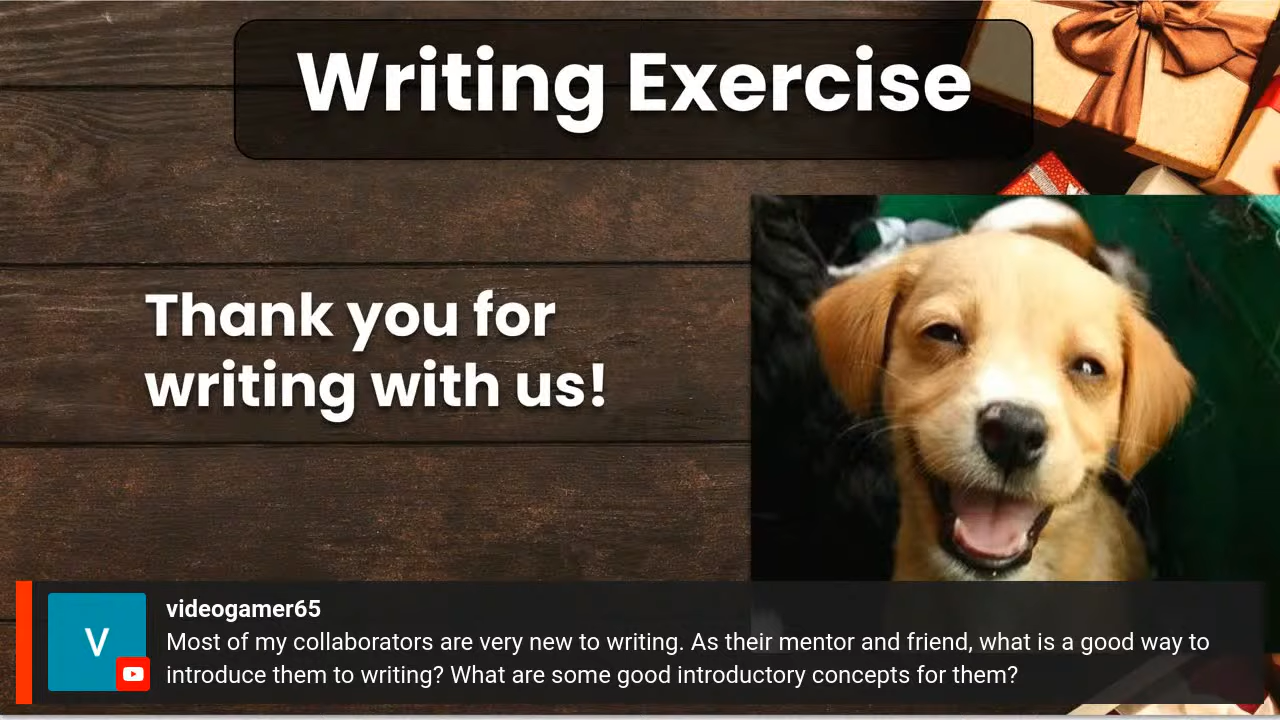 Writing Exercise
Thank you for
writing with us!
videogamer65
V
Most of my collaborators are very new to writing. As their mentor and friend, what is a good way to
introduce them to writing? What are some good introductory concepts for them?